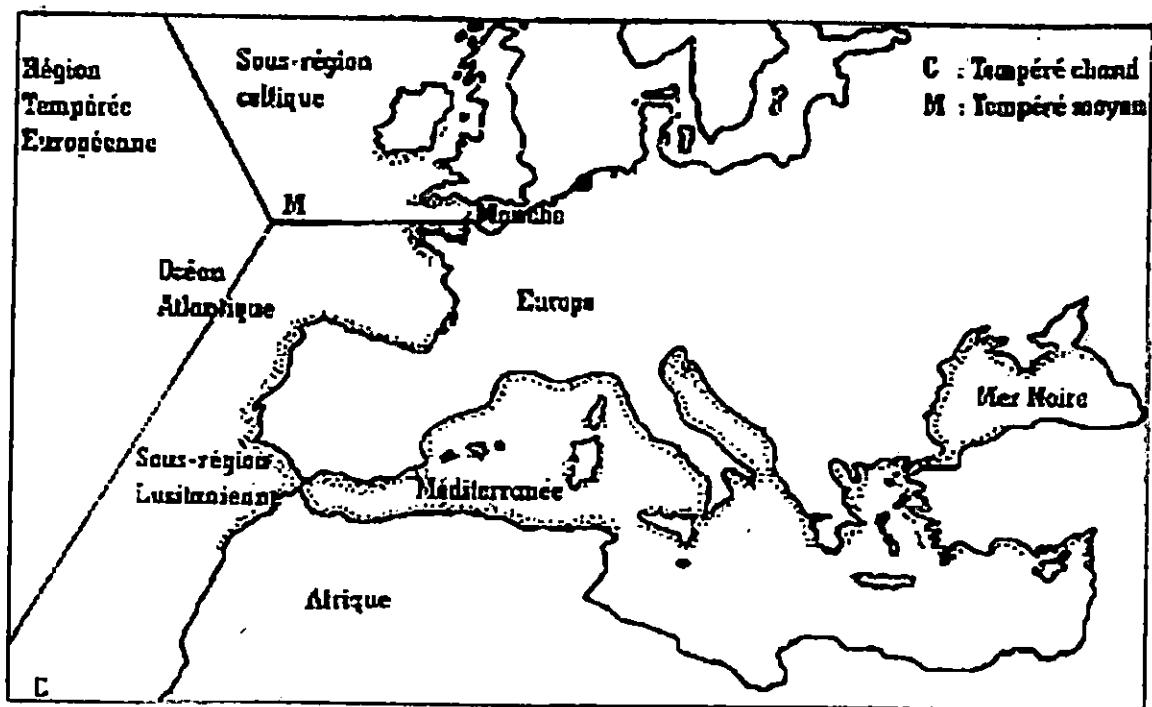 Région
Tempérée
Européenne
Sous-région
celtique
C : Tempéré chaud
M : Tempéré moyen
M
Manche
Océan
Atlantique
Europe
Mer Noire
Sous-région
Lusitanienne
Méditerranée
Afrique
C